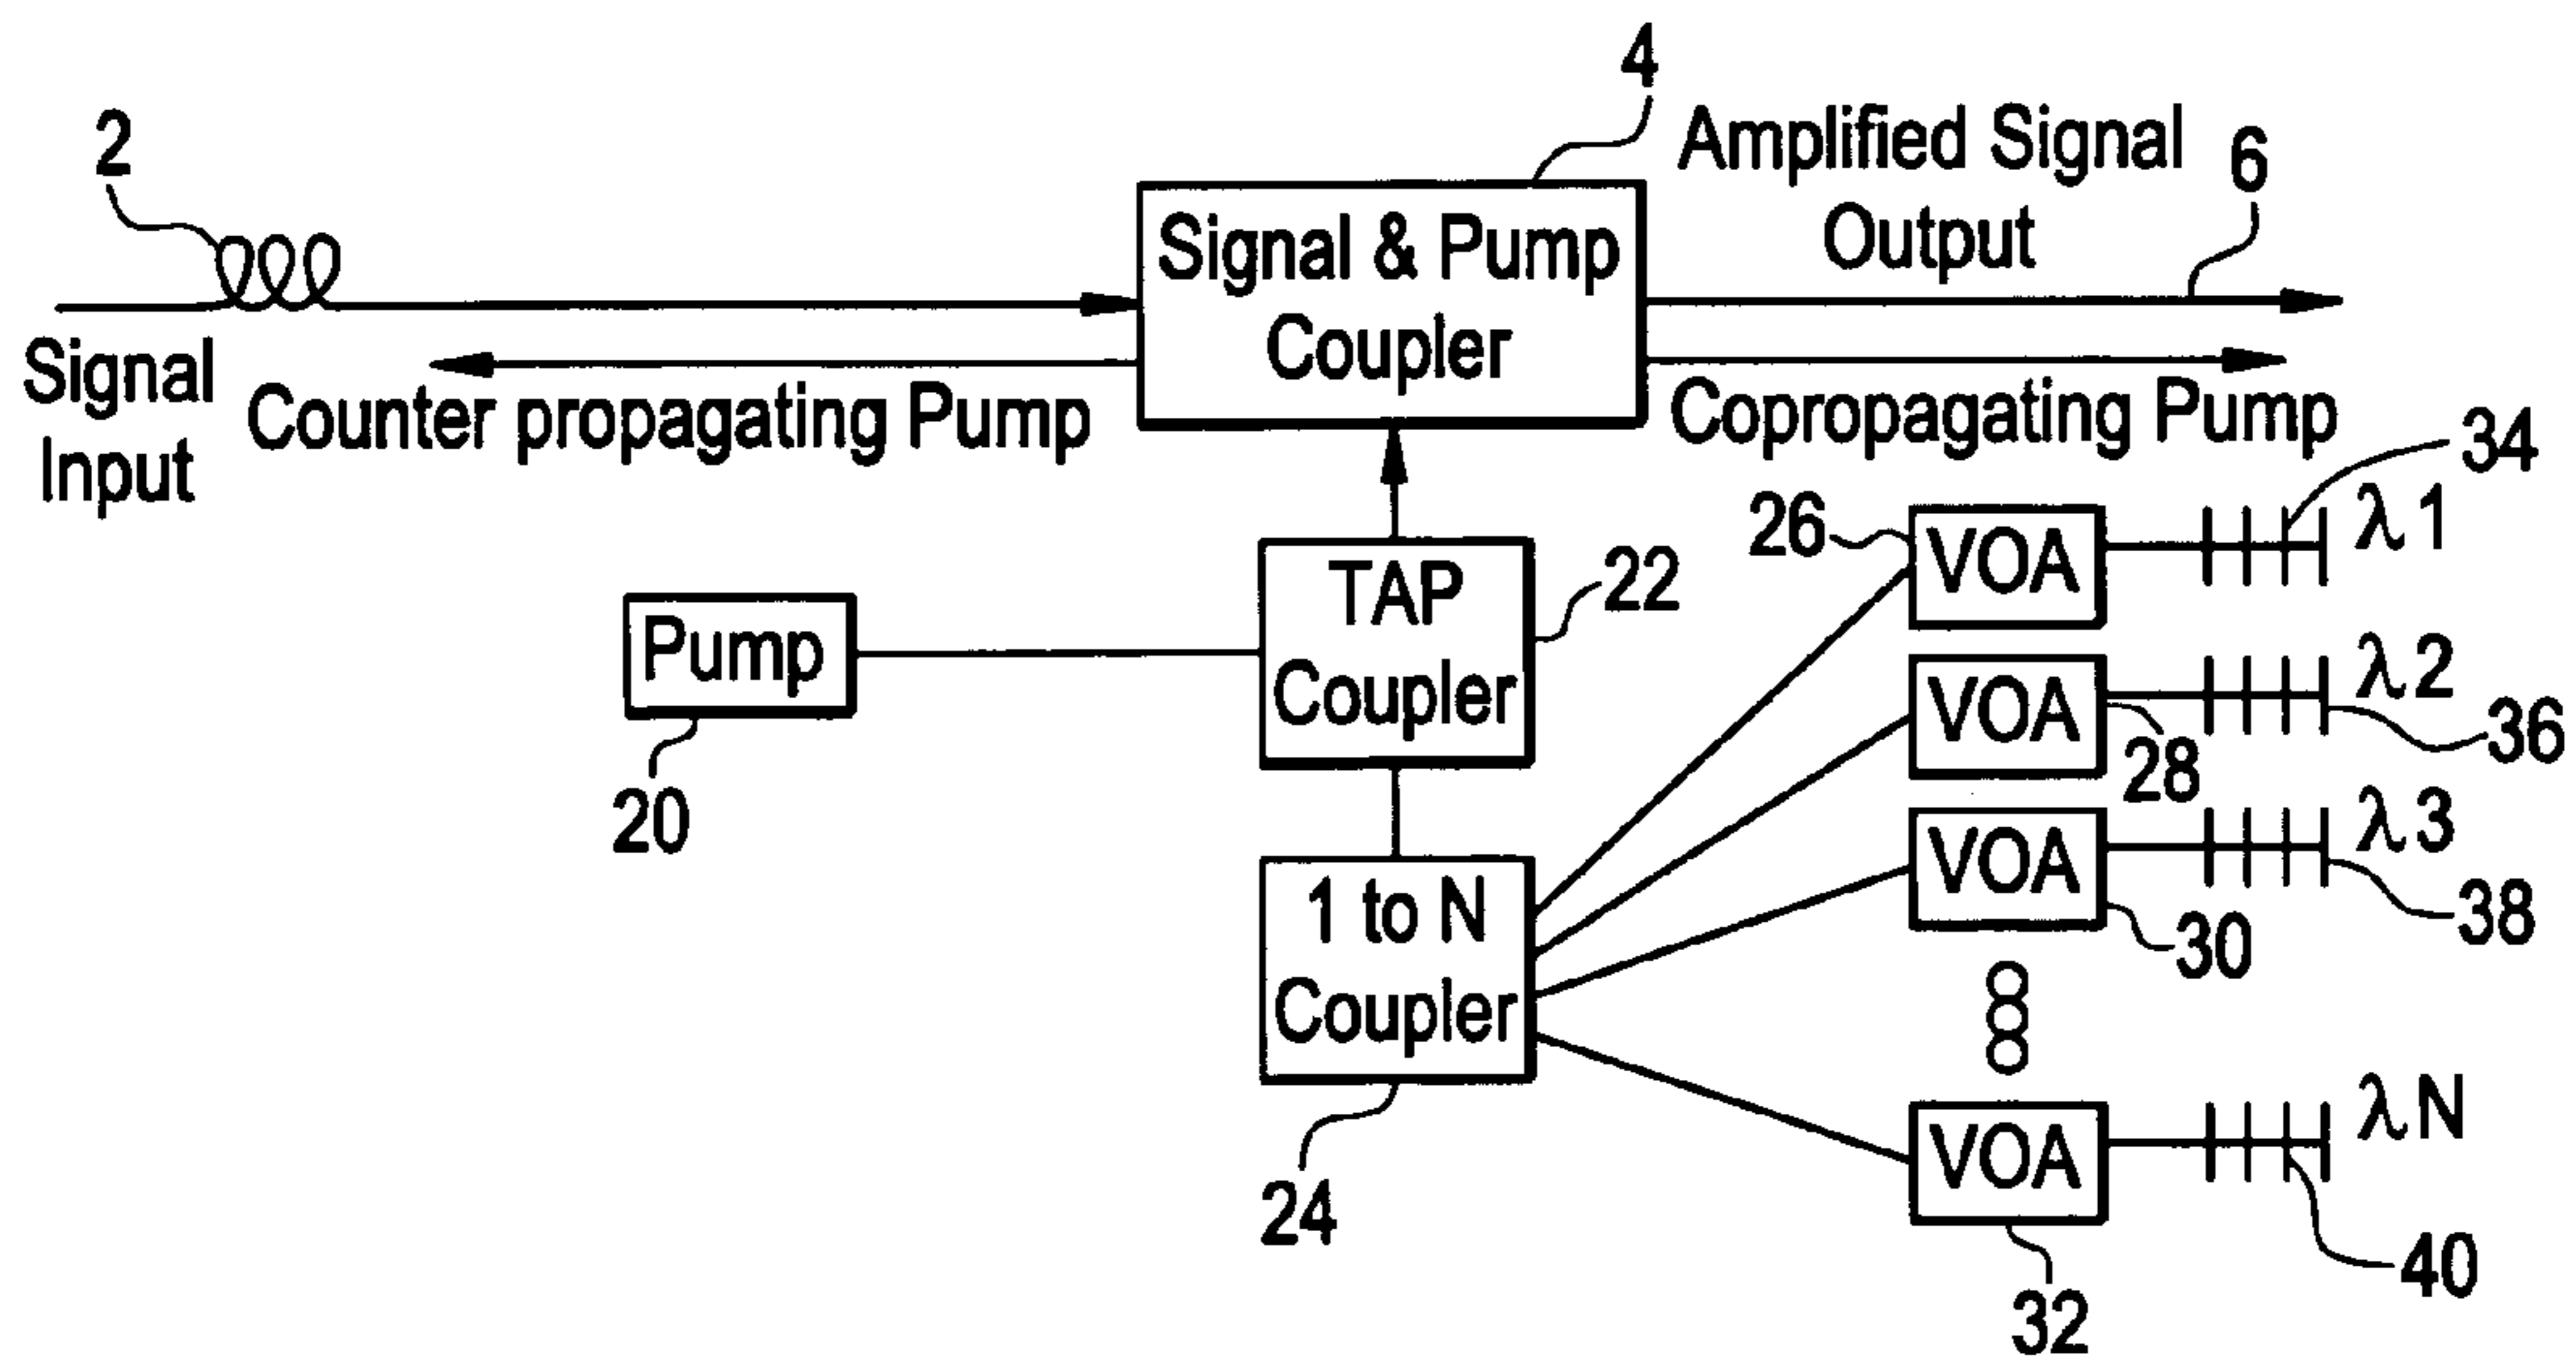 4
2
Amplified Signal
Output
6
Signal & Pump
Coupler
Signal
Input
Counter propagating Pump
Copropagating Pump
34
26
VOA
λ1
TAP
Coupler
22
Pump
20
VOA
λ2
28
36
VOA
λ3
30
38
1 to N
Coupler
24
VOA
λN
32
40